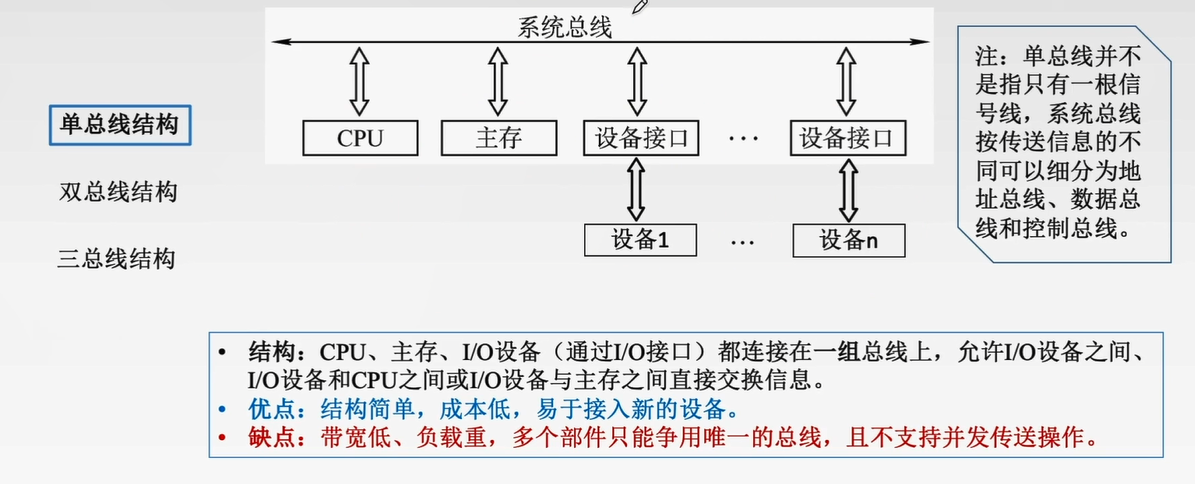 系统总线
单总线结构
双总线结构
三总线结构
CPU
主存
设备接口
···
设备接口
设备1
···
设备n
注：单总线并不
是指只有一根信
号线，系统总线
按传送信息的不
同可以细分为地
址总线、数据总
线和控制总线。
• 结构：CPU、主存、I/O设备（通过I/O接口）都连接在一组总线上，允许I/O设备之间、
I/O设备和CPU之间或I/O设备与主存之间直接交换信息。
• 优点：结构简单，成本低，易于接入新的设备。
• 缺点：带宽低、负载重，多个部件只能争用唯一的总线，且不支持并发传送操作。